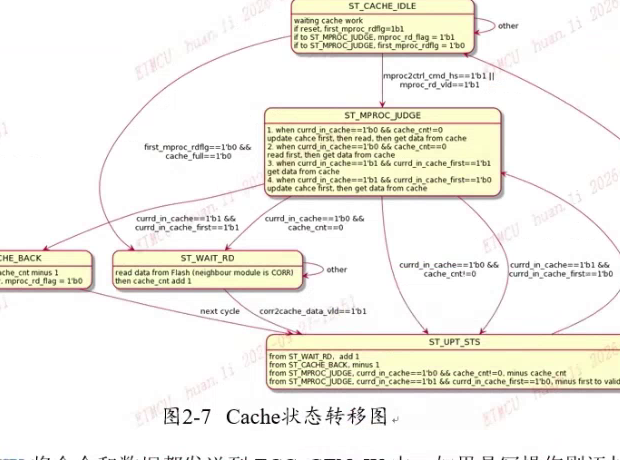 ST_CACHE_IDLE
waiting cache work
if reset, first_mproc_rdflg=1b1
if to ST_MPROC_JUDGE, mproc_rd_flag = 1'b1
if to ST_MPROC_JUDGE, first_mproc_rdflg = 1'b0
other
mproc2ctrl_cmd_hs==1'b1 ||
mproc_rd_vld==1'b1
ST_MPROC_JUDGE
1. when currd_in_cache==1'b0 && cache_cnt!=0
update cahce first, then read, then get data from cache
2. when currd_in_cache==1'b0 && cache_cnt==0
read first, then get data from cache
3. when currd_in_cache==1'b1 && currd_in_cache_first==1'b1
get data from cache
4. when currd_in_cache==1'b1 && currd_in_cache_first==1'b0
update cahce first, then get data from cache
first_mproc_rdflg==1'b0 &&
cache_full==1'b0
currd_in_cache==1'b1 &&
currd_in_cache_first==1'b1
currd_in_cache==1'b0 &&
cache_cnt==0
CHE_BACK
ache_cnt minus 1
, mproc_rd_flag = 1'b0
ST_WAIT_RD
read data from Flash (neighbour module is CORR)
then cache_cnt add 1
other
currd_in_cache==1'b0 &&
cache_cnt!=0
currd_in_cache==1'b1 &&
currd_in_cache_first==1'b0
next cycle
corr2cache_data_vld==1'b1
ST_UPT_STS
from ST_WAIT_RD, add 1
from ST_CACHE_BACK, minus 1
from ST_MPROC_JUDGE, currd_in_cache==1'b0 && cache_cnt!=0, minus cache_cnt
from ST_MPROC_JUDGE, currd_in_cache==1'b1 && currd_in_cache_first==1'b0, minus first to valid
图2-7 Cache状态转移图